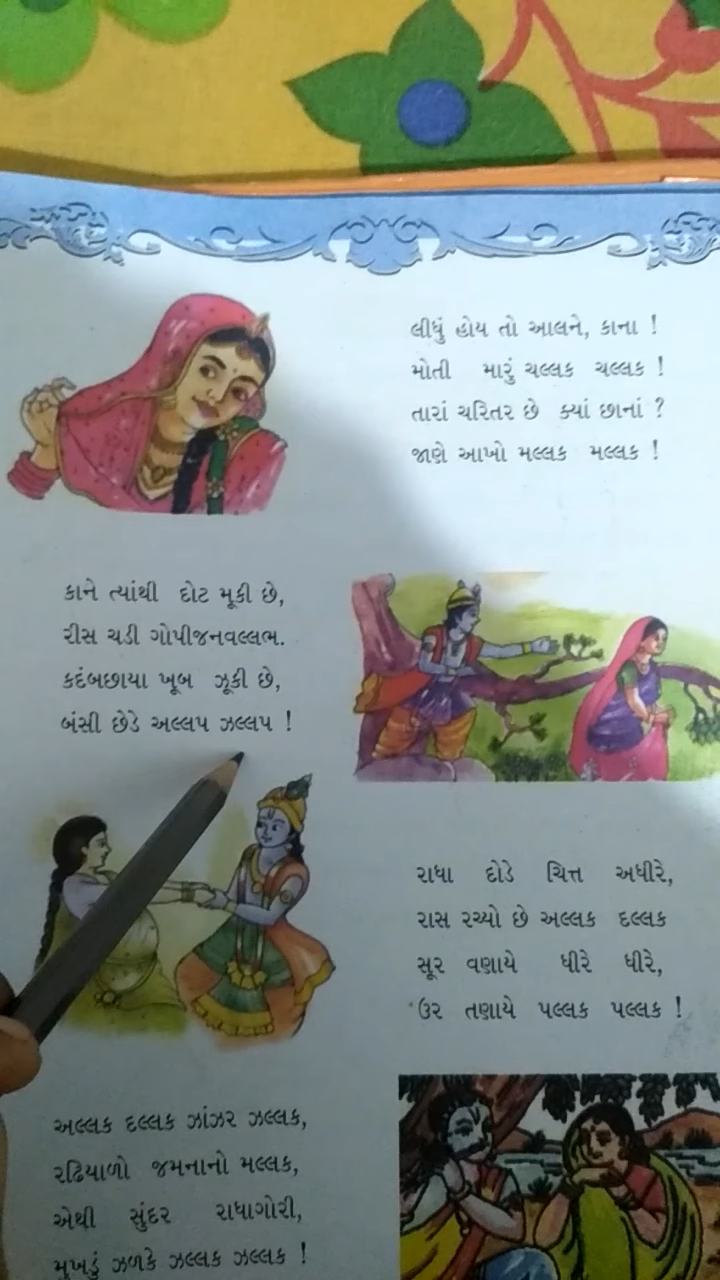 લીધું હોય તો આલને, કાના !
મોતી મારું ચલ્લક ચલ્લક !
તારાં ચરિતર છે ક્યાં છાનાં ?
જાણે આખો મલ્લક મલ્લક !
કાને ત્યાંથી દોટ મૂકી છે,
રીસ ચડી ગોપીજનવલ્લભ.
કદંબછાયા ખૂબ ઝૂકી છે,
બંસી છેડે અલ્લપ ઝલ્લપ !
રાધા દોડે ચિત્ત અધીરે,
રાસ રચ્યો છે અલ્લક દલ્લક
સૂર વણાયે ધીરે ધીરે,
ઉર તણાયે પલ્લક પલ્લક !
અલ્લક દલ્લક ઝાંઝર ઝલ્લક,
રઢિયાળો જમનાનો મલ્લક,
એથી સુંદર રાધાગોરી,
મુખડું ઝળકે ઝલ્લક ઝલ્લક !